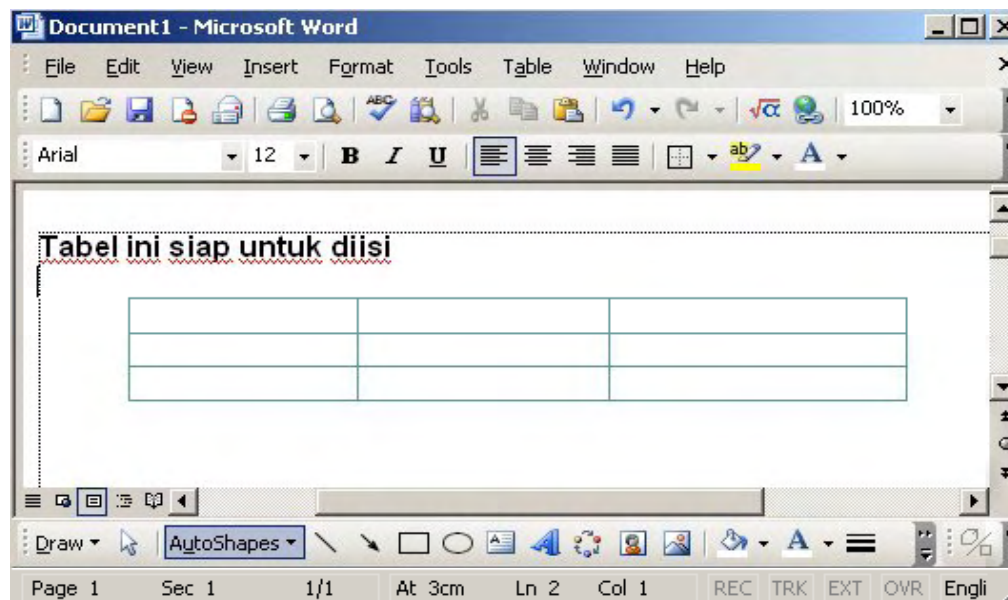 Document1 - Microsoft Word
File Edit View Insert Format Tools Table Window Help
ABC √α 100%
Arial 12 B I U ab A
Tabel ini siap untuk diisi
Draw AutoShapes A A
Page 1 Sec 1 1/1 At 3cm Ln 2 Col 1 REC TRK EXT OVR Engli